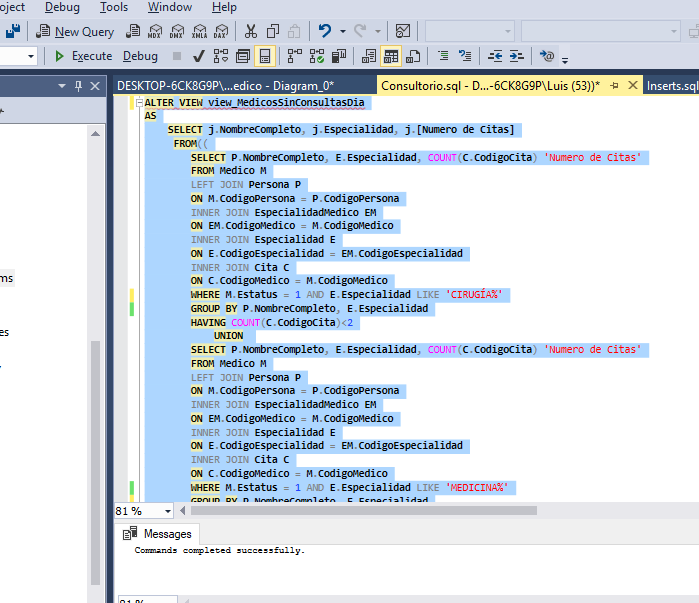 oject Debug Tools Window Help
New Query MDX DMX XMLA DAX
Execute Debug
DESKTOP-6CK8G9P\...edico - Diagram_0* Consultorio.sql - D...-6CK8G9P\Luis (53))* Inserts.sql
ALTER VIEW view_MedicosSinConsultasDia
AS
SELECT j.NombreCompleto, j.Especialidad, j.[Numero de Citas]
FROM((
SELECT P.NombreCompleto, E.Especialidad, COUNT(C.CodigoCita) 'Numero de Citas'
FROM Medico M
LEFT JOIN Persona P
ON M.CodigoPersona = P.CodigoPersona
INNER JOIN EspecialidadMedico EM
ON EM.CodigoMedico = M.CodigoMedico
INNER JOIN Especialidad E
ON E.CodigoEspecialidad = EM.CodigoEspecialidad
INNER JOIN Cita C
ON C.CodigoMedico = M.CodigoMedico
WHERE M.Estatus = 1 AND E.Especialidad LIKE 'CIRUGÍA%'
GROUP BY P.NombreCompleto, E.Especialidad
HAVING COUNT(C.CodigoCita)<2
UNION
SELECT P.NombreCompleto, E.Especialidad, COUNT(C.CodigoCita) 'Numero de Citas'
FROM Medico M
LEFT JOIN Persona P
ON M.CodigoPersona = P.CodigoPersona
INNER JOIN EspecialidadMedico EM
ON EM.CodigoMedico = M.CodigoMedico
INNER JOIN Especialidad E
ON E.CodigoEspecialidad = EM.CodigoEspecialidad
INNER JOIN Cita C
ON C.CodigoMedico = M.CodigoMedico
WHERE M.Estatus = 1 AND E.Especialidad LIKE 'MEDICINA%'
GROUP BY P.NombreCompleto, E.Especialidad
ms
es
81 %
Messages
Commands completed successfully.
81 %